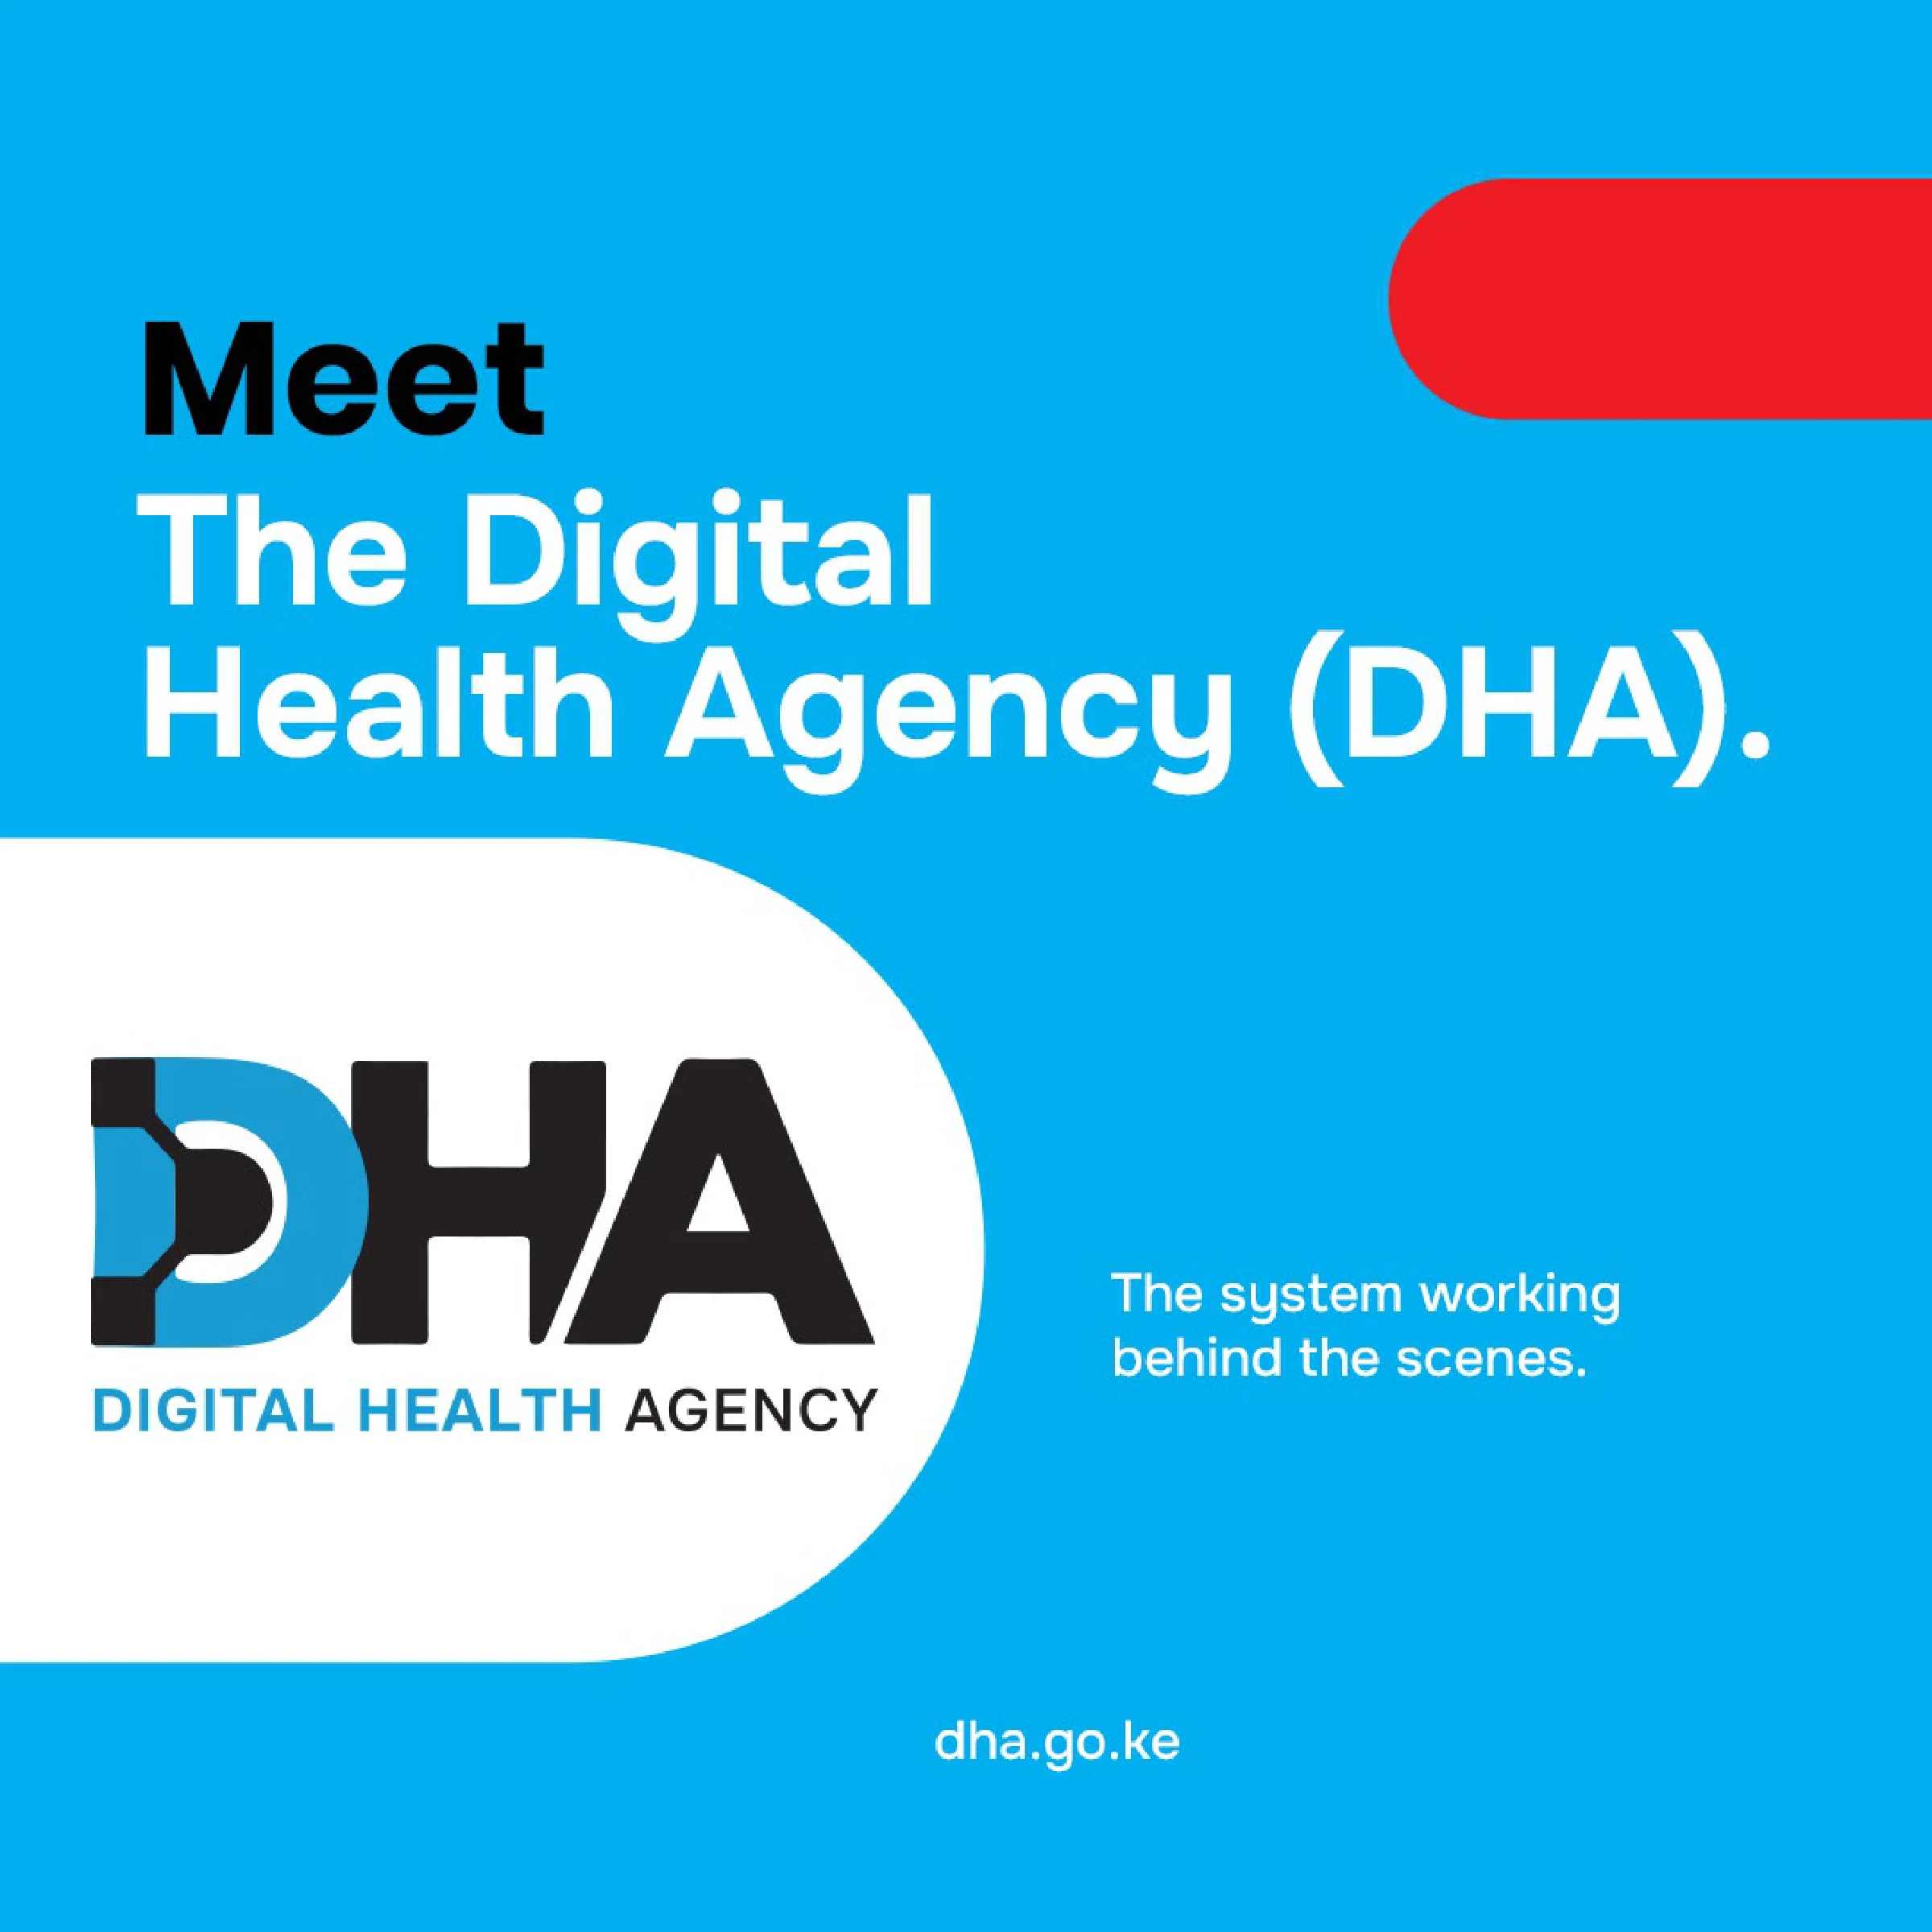 Meet
The Digital
Health Agency (DHA).
DHA
DIGITAL HEALTH AGENCY
The system working
behind the scenes.
dha.go.ke